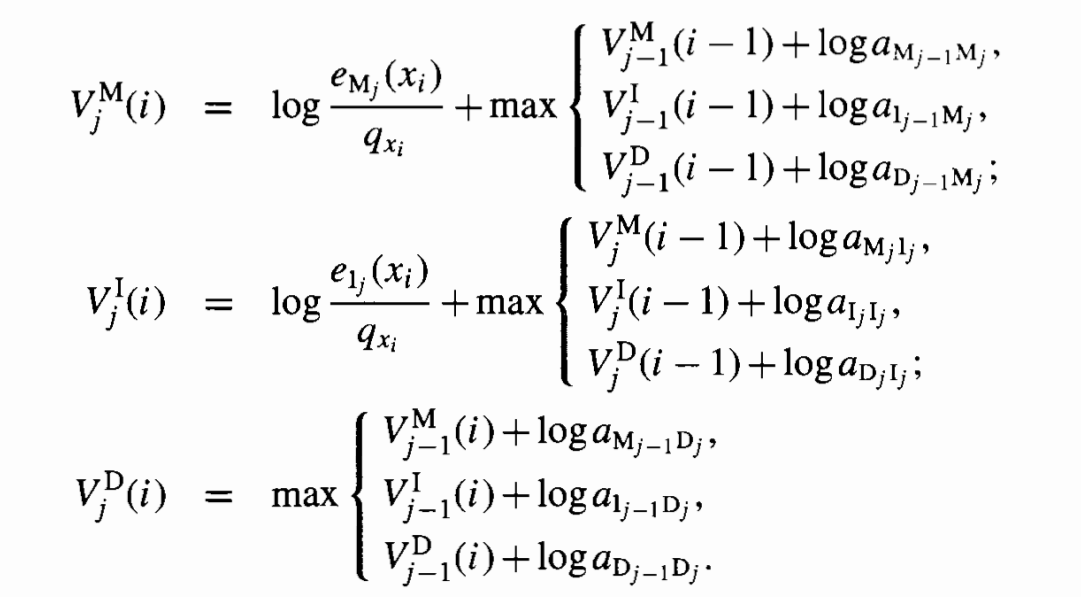 V_j^M(i) = log e_{M_j}(x_i) / q_{x_i} + max { V_{j−1}^M(i − 1) + log a_{M_{j−1}M_j},
V_{j−1}^I(i − 1) + log a_{I_{j−1}M_j},
V_{j−1}^D(i − 1) + log a_{D_{j−1}M_j};
V_j^I(i) = log e_{I_j}(x_i) / q_{x_i} + max { V_j^M(i − 1) + log a_{M_jI_j},
V_j^I(i − 1) + log a_{I_jI_j},
V_j^D(i − 1) + log a_{D_jI_j};
V_j^D(i) = max { V_{j−1}^M(i) + log a_{M_{j−1}D_j},
V_{j−1}^I(i) + log a_{I_{j−1}D_j},
V_{j−1}^D(i) + log a_{D_{j−1}D_j}.